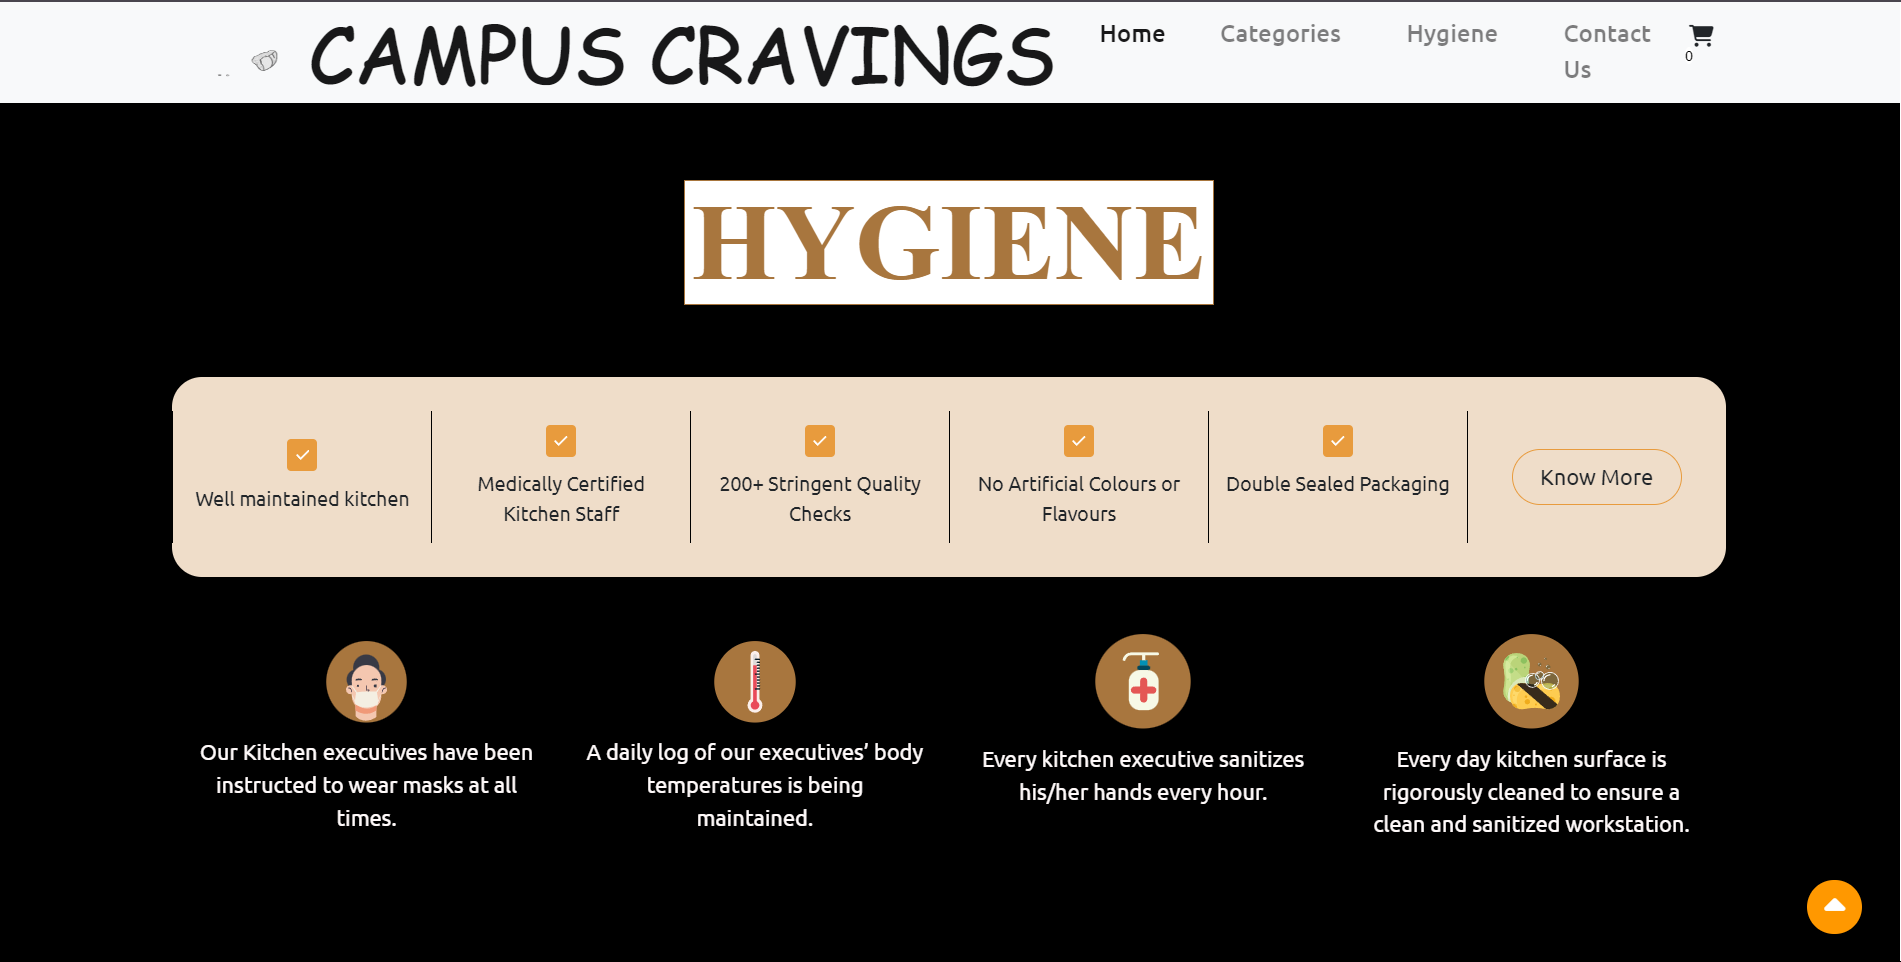 CAMPUS CRAVINGS
Home
Categories
Hygiene
Contact
Us
0
HYGIENE
Well maintained kitchen
Medically Certified
Kitchen Staff
200+ Stringent Quality
Checks
No Artificial Colours or
Flavours
Double Sealed Packaging
Know More
Our Kitchen executives have been
instructed to wear masks at all
times.
A daily log of our executives’ body
temperatures is being
maintained.
Every kitchen executive sanitizes
his/her hands every hour.
Every day kitchen surface is
rigorously cleaned to ensure a
clean and sanitized workstation.